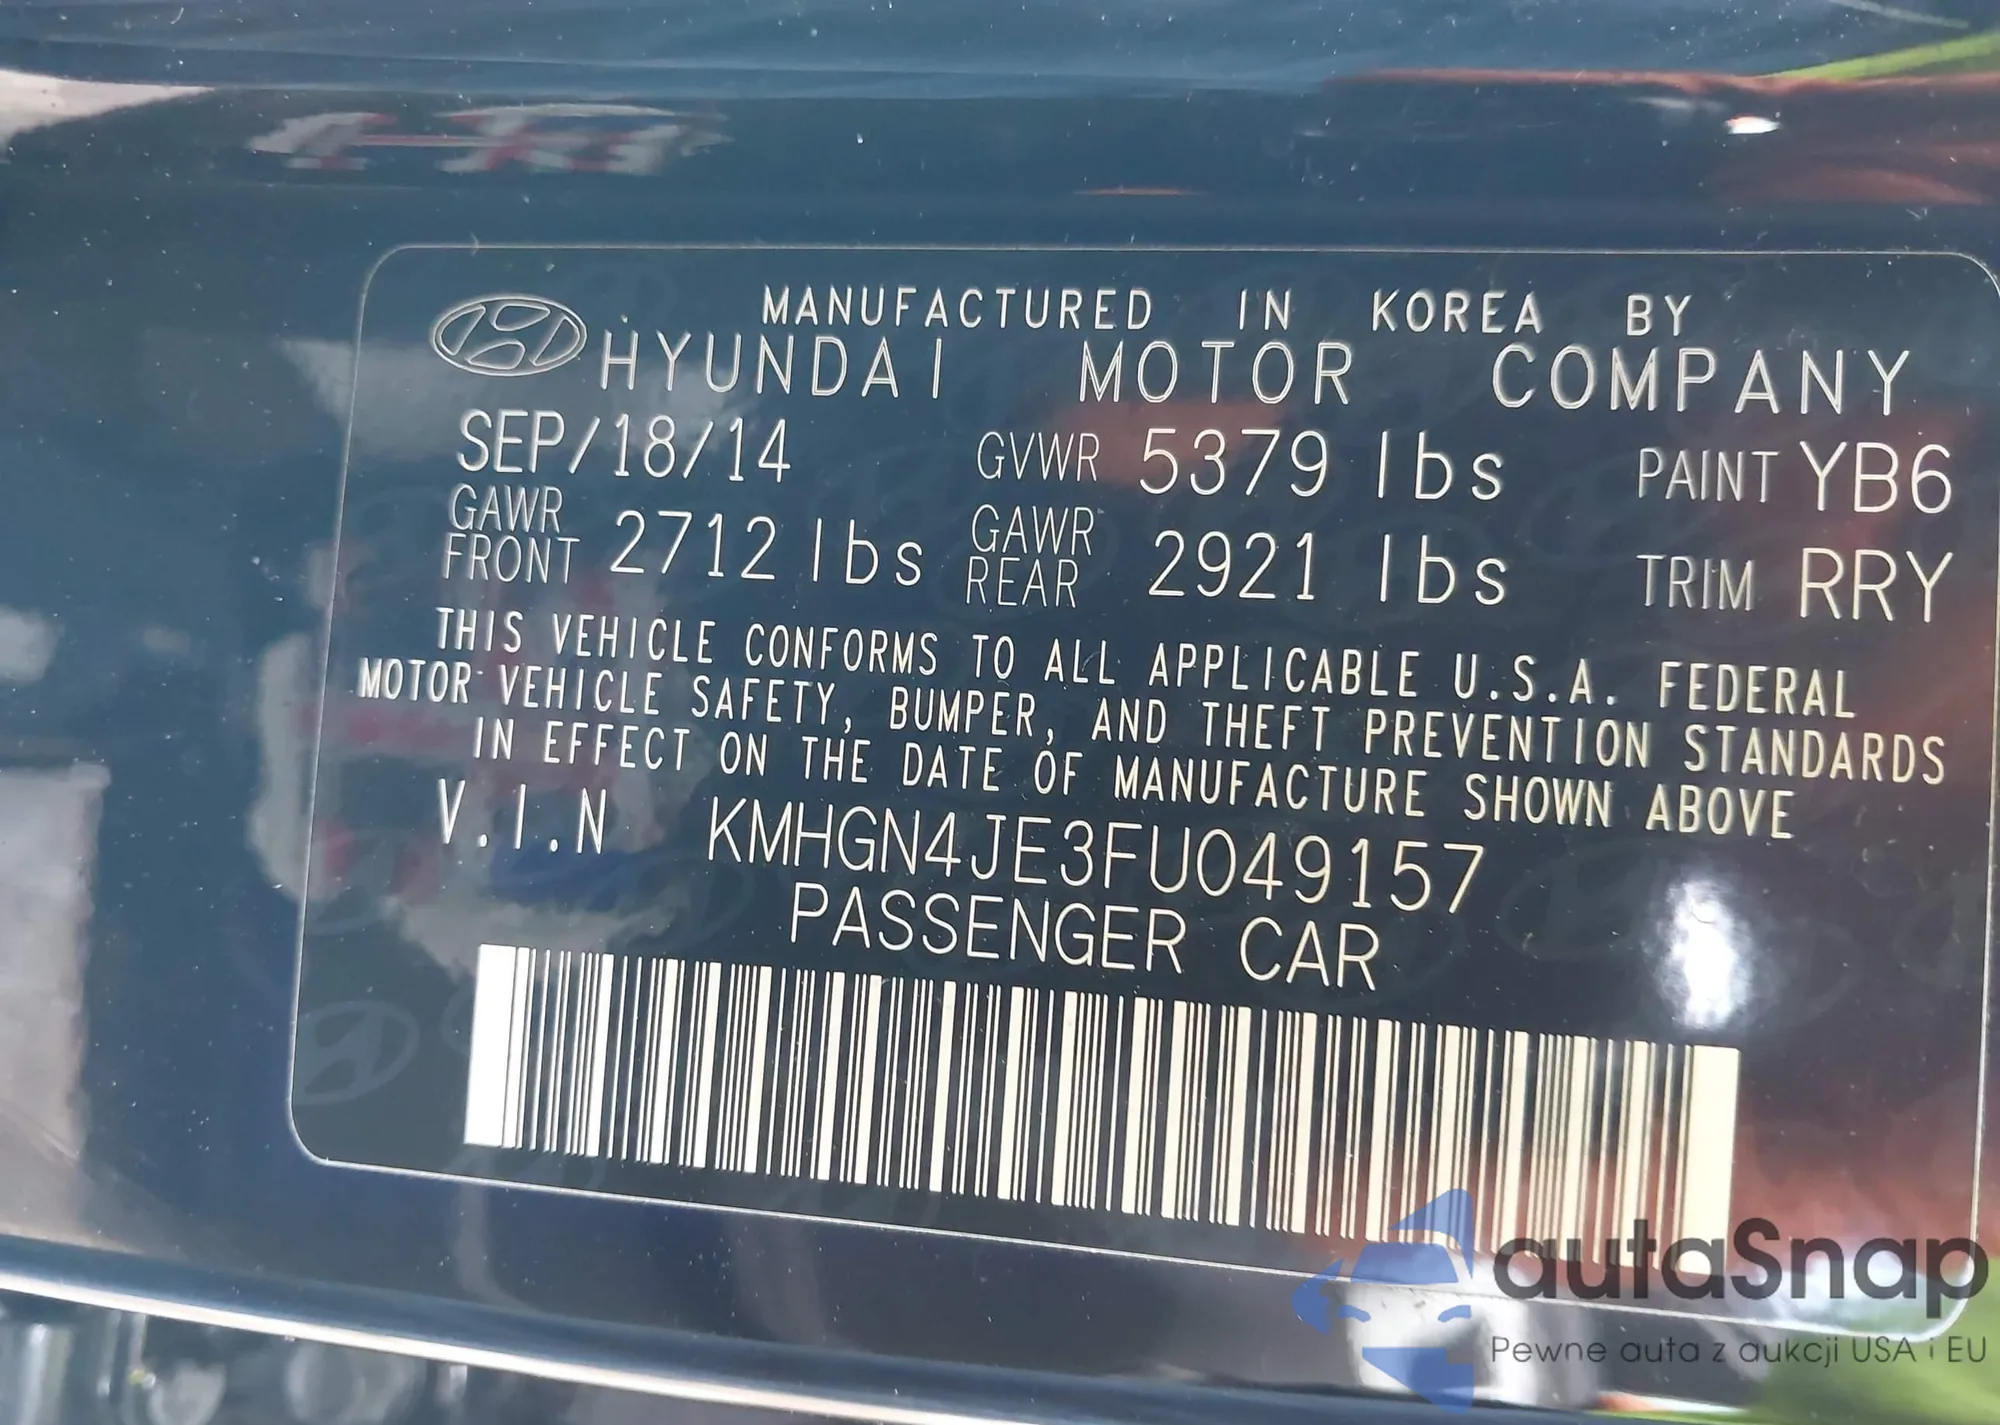 MANUFACTURED IN KOREA BY
HYUNDAI MOTOR COMPANY
SEP/18/14 GVWR 5379 lbs PAINT YB6
GAWR FRONT 2712 lbs GAWR REAR 2921 lbs TRIM RRY
THIS VEHICLE CONFORMS TO ALL APPLICABLE U.S.A. FEDERAL
MOTOR VEHICLE SAFETY, BUMPER, AND THEFT PREVENTION STANDARDS
IN EFFECT ON THE DATE OF MANUFACTURE SHOWN ABOVE
V.I.N KMHGN4JE3FU049157
PASSENGER CAR
autaSnap
Pewne auta z aukcji USA i EU